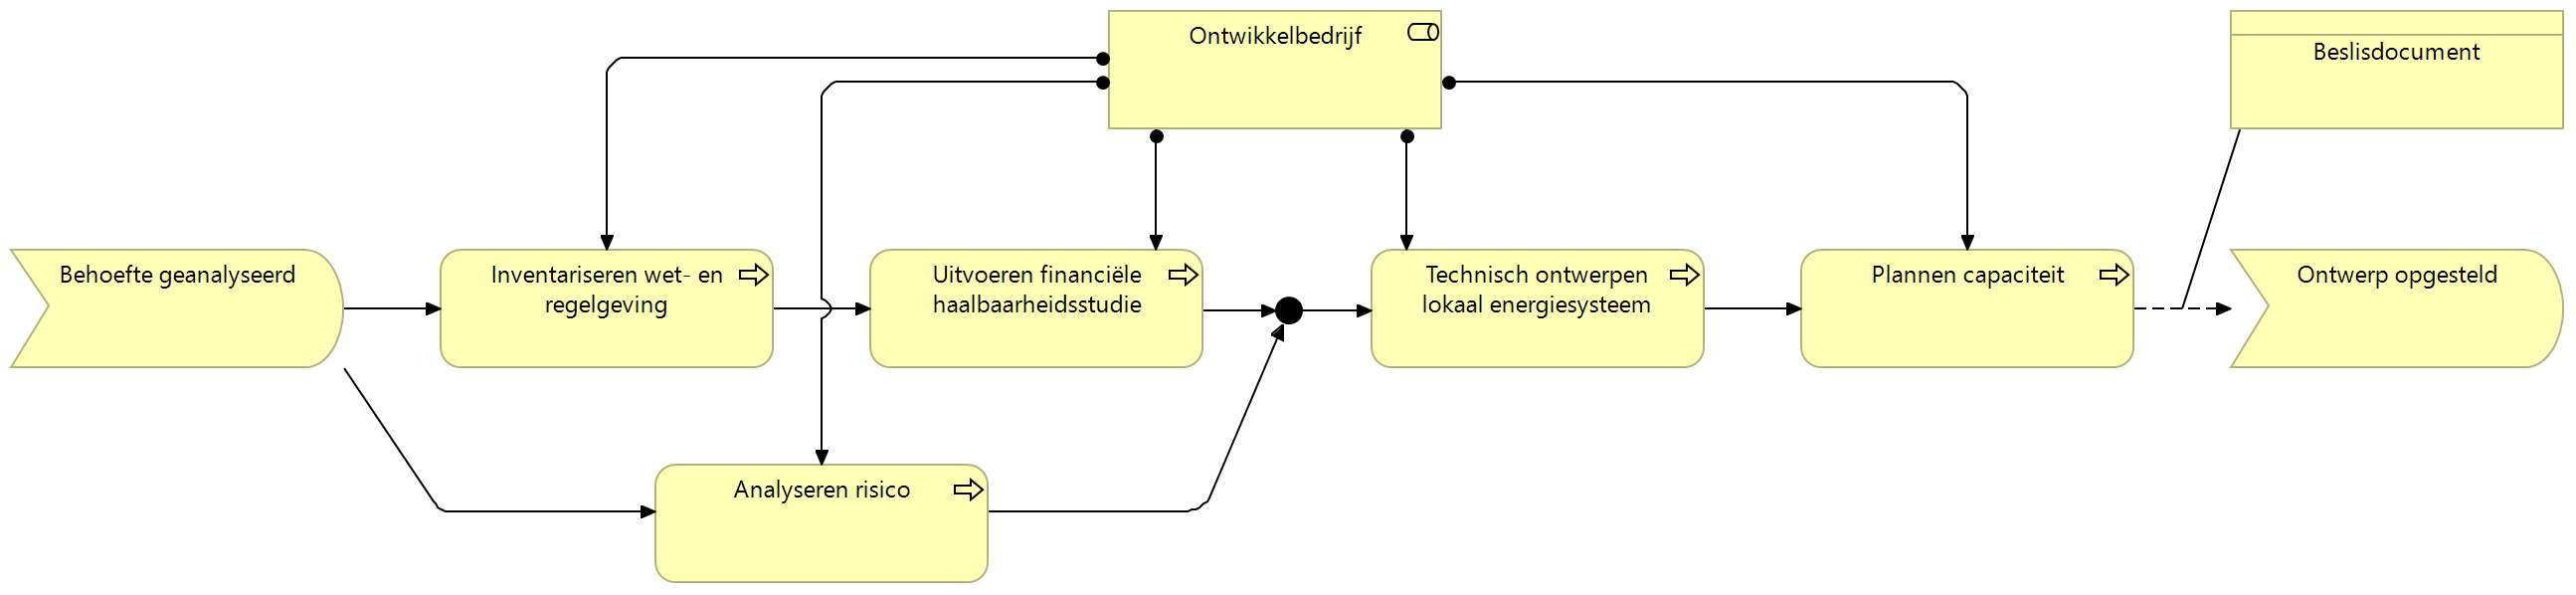 Ontwikkelbedrijf
Beslisdocument
Behoefte geanalyseerd
Inventariseren wet- en
regelgeving
Uitvoeren financiële
haalbaarheidsstudie
Technisch ontwerpen
lokaal energiesysteem
Plannen capaciteit
Ontwerp opgesteld
Analyseren risico